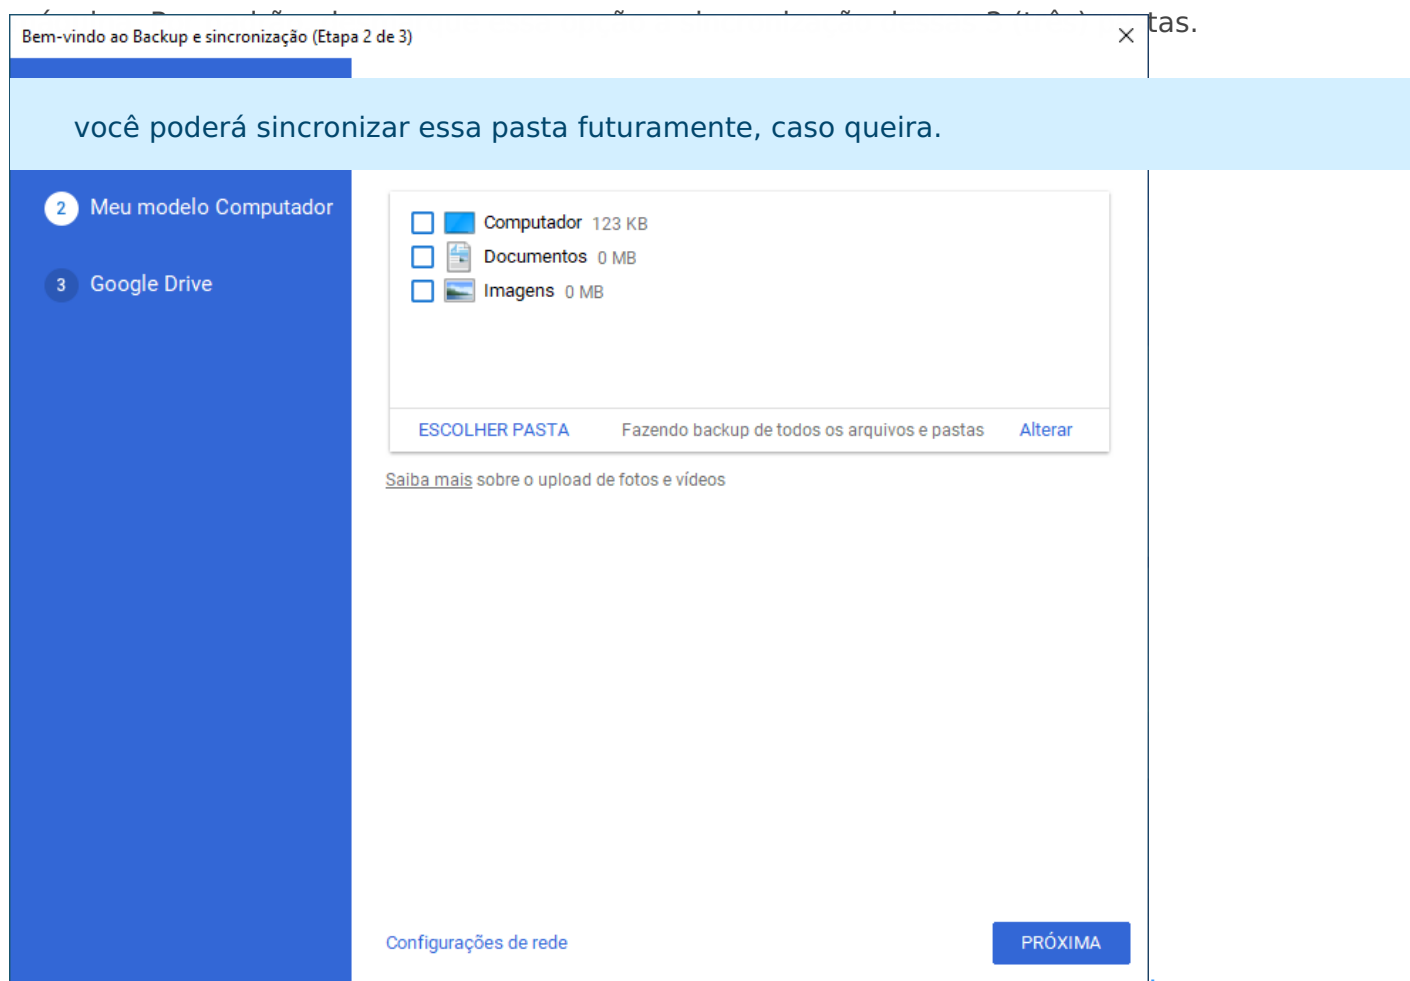 tas.
Bem-vindo ao Backup e sincronização (Etapa 2 de 3)
você poderá sincronizar essa pasta futuramente, caso queira.
2 Meu modelo Computador
Computador 123 KB
Documentos 0 MB
3 Google Drive
Imagens 0 MB
ESCOLHER PASTA Fazendo backup de todos os arquivos e pastas Alterar
Saiba mais sobre o upload de fotos e vídeos
Configurações de rede PRÓXIMA